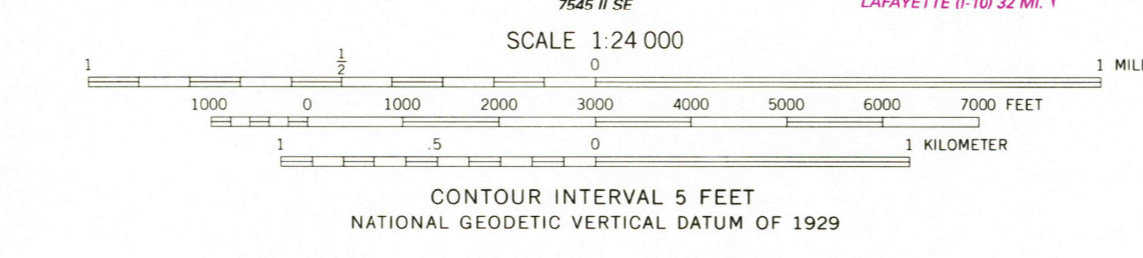 7545 II SE
LAFAYETTE (I-10) 32 MI.
SCALE 1:24 000
1 1/2 0 1 MILE
1000 0 1000 2000 3000 4000 5000 6000 7000 FEET
1 .5 0 1 KILOMETER
CONTOUR INTERVAL 5 FEET
NATIONAL GEODETIC VERTICAL DATUM OF 1929